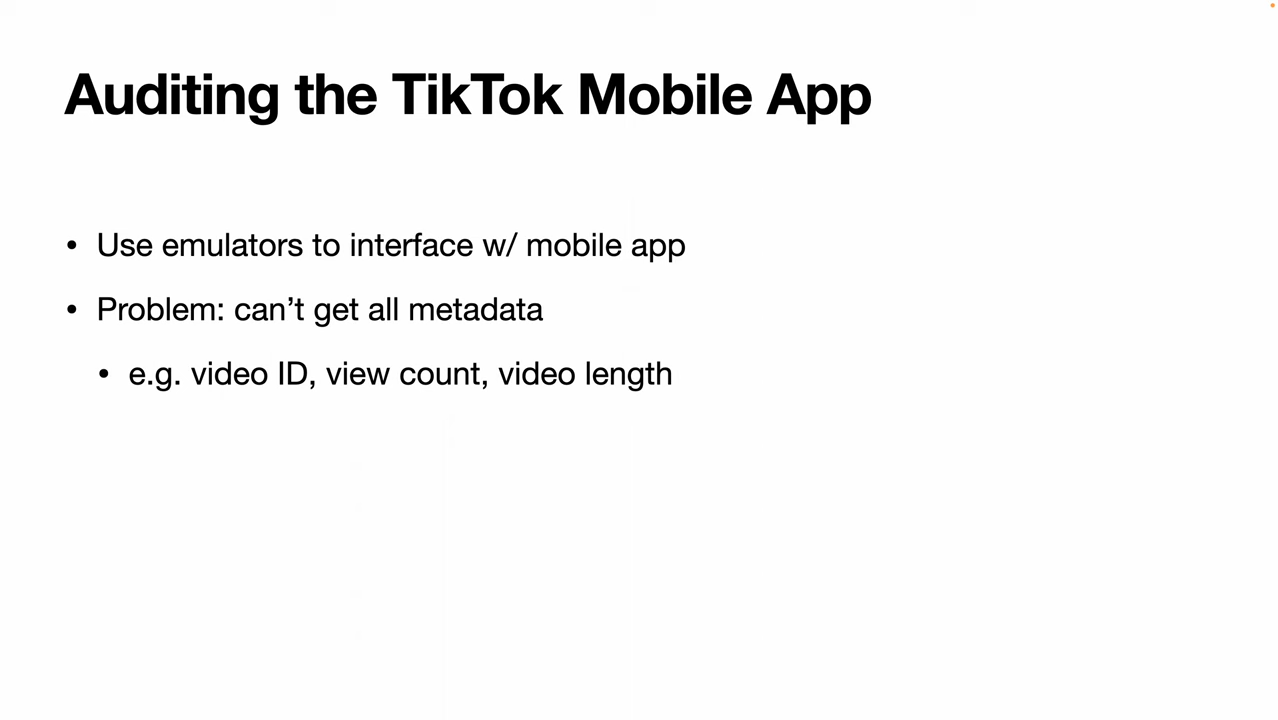 Auditing the TikTok Mobile App
• Use emulators to interface w/ mobile app
• Problem: can’t get all metadata
• e.g. video ID, view count, video length